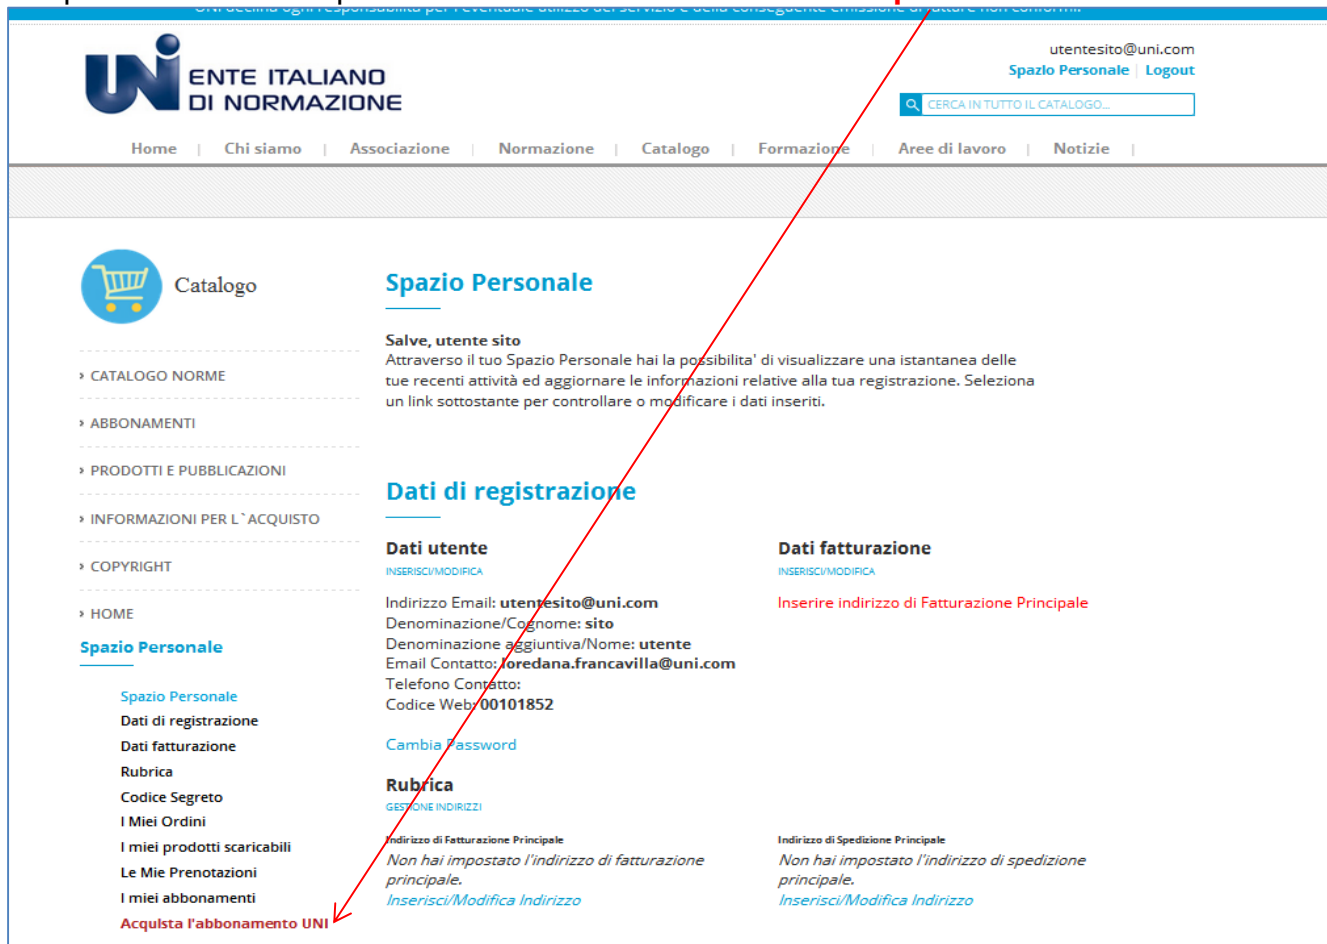 UNI declina ogni responsabilità per l'eventuale utilizzo del servizio e della conseguente emissione di fatture non conformi.
UNI ENTE ITALIANO
DI NORMAZIONE
utentesito@uni.com
Spazio Personale | Logout
CERCA IN TUTTO IL CATALOGO...
Home | Chi siamo | Associazione | Normazione | Catalogo | Formazione | Aree di lavoro | Notizie |
Catalogo
› CATALOGO NORME
› ABBONAMENTI
› PRODOTTI E PUBBLICAZIONI
› INFORMAZIONI PER L`ACQUISTO
› COPYRIGHT
› HOME
Spazio Personale
Spazio Personale
Dati di registrazione
Dati fatturazione
Rubrica
Codice Segreto
I Miei Ordini
I miei prodotti scaricabili
Le Mie Prenotazioni
I miei abbonamenti
Acquista l'abbonamento UNI
Spazio Personale
Salve, utente sito
Attraverso il tuo Spazio Personale hai la possibilita' di visualizzare una istantanea delle
tue recenti attività ed aggiornare le informazioni relative alla tua registrazione. Seleziona
un link sottostante per controllare o modificare i dati inseriti.
Dati di registrazione
Dati utente
INSERISCI/MODIFICA
Indirizzo Email: utentesito@uni.com
Denominazione/Cognome: sito
Denominazione aggiuntiva/Nome: utente
Email Contatto: loredana.francavilla@uni.com
Telefono Contatto:
Codice Web: 00101852
Cambia Password
Dati fatturazione
INSERISCI/MODIFICA
Inserire indirizzo di Fatturazione Principale
Rubrica
GESTIONE INDIRIZZI
Indirizzo di Fatturazione Principale
Non hai impostato l'indirizzo di fatturazione
principale.
Inserisci/Modifica Indirizzo
Indirizzo di Spedizione Principale
Non hai impostato l'indirizzo di spedizione
principale.
Inserisci/Modifica Indirizzo